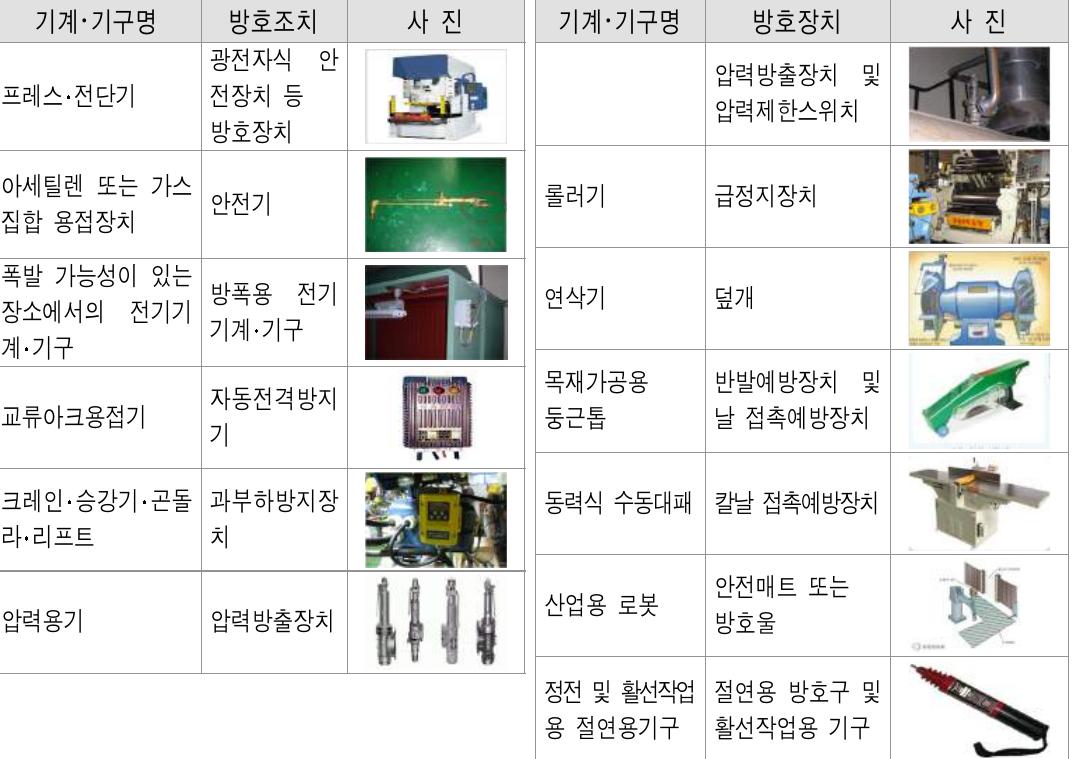 기계·기구명 방호조치 사 진
프레스·전단기
광전자식 안
전장치 등
방호장치
아세틸렌 또는 가스
집합 용접장치
안전기
폭발 가능성이 있는
장소에서의 전기기
계·기구
방폭용 전기
기계·기구
교류아크용접기
자동전격방지
기
크레인·승강기·곤돌
라·리프트
과부하방지장
치
압력용기
압력방출장치
기계·기구명 방호장치 사 진
압력방출장치 및
압력제한스위치
롤러기
급정지장치
연삭기
덮개
목재가공용
둥근톱
반발예방장치 및
날 접촉예방장치
동력식 수동대패
칼날 접촉예방장치
산업용 로봇
안전매트 또는
방호울
정전 및 활선작업
용 절연용기구
절연용 방호구 및
활선작업용 기구